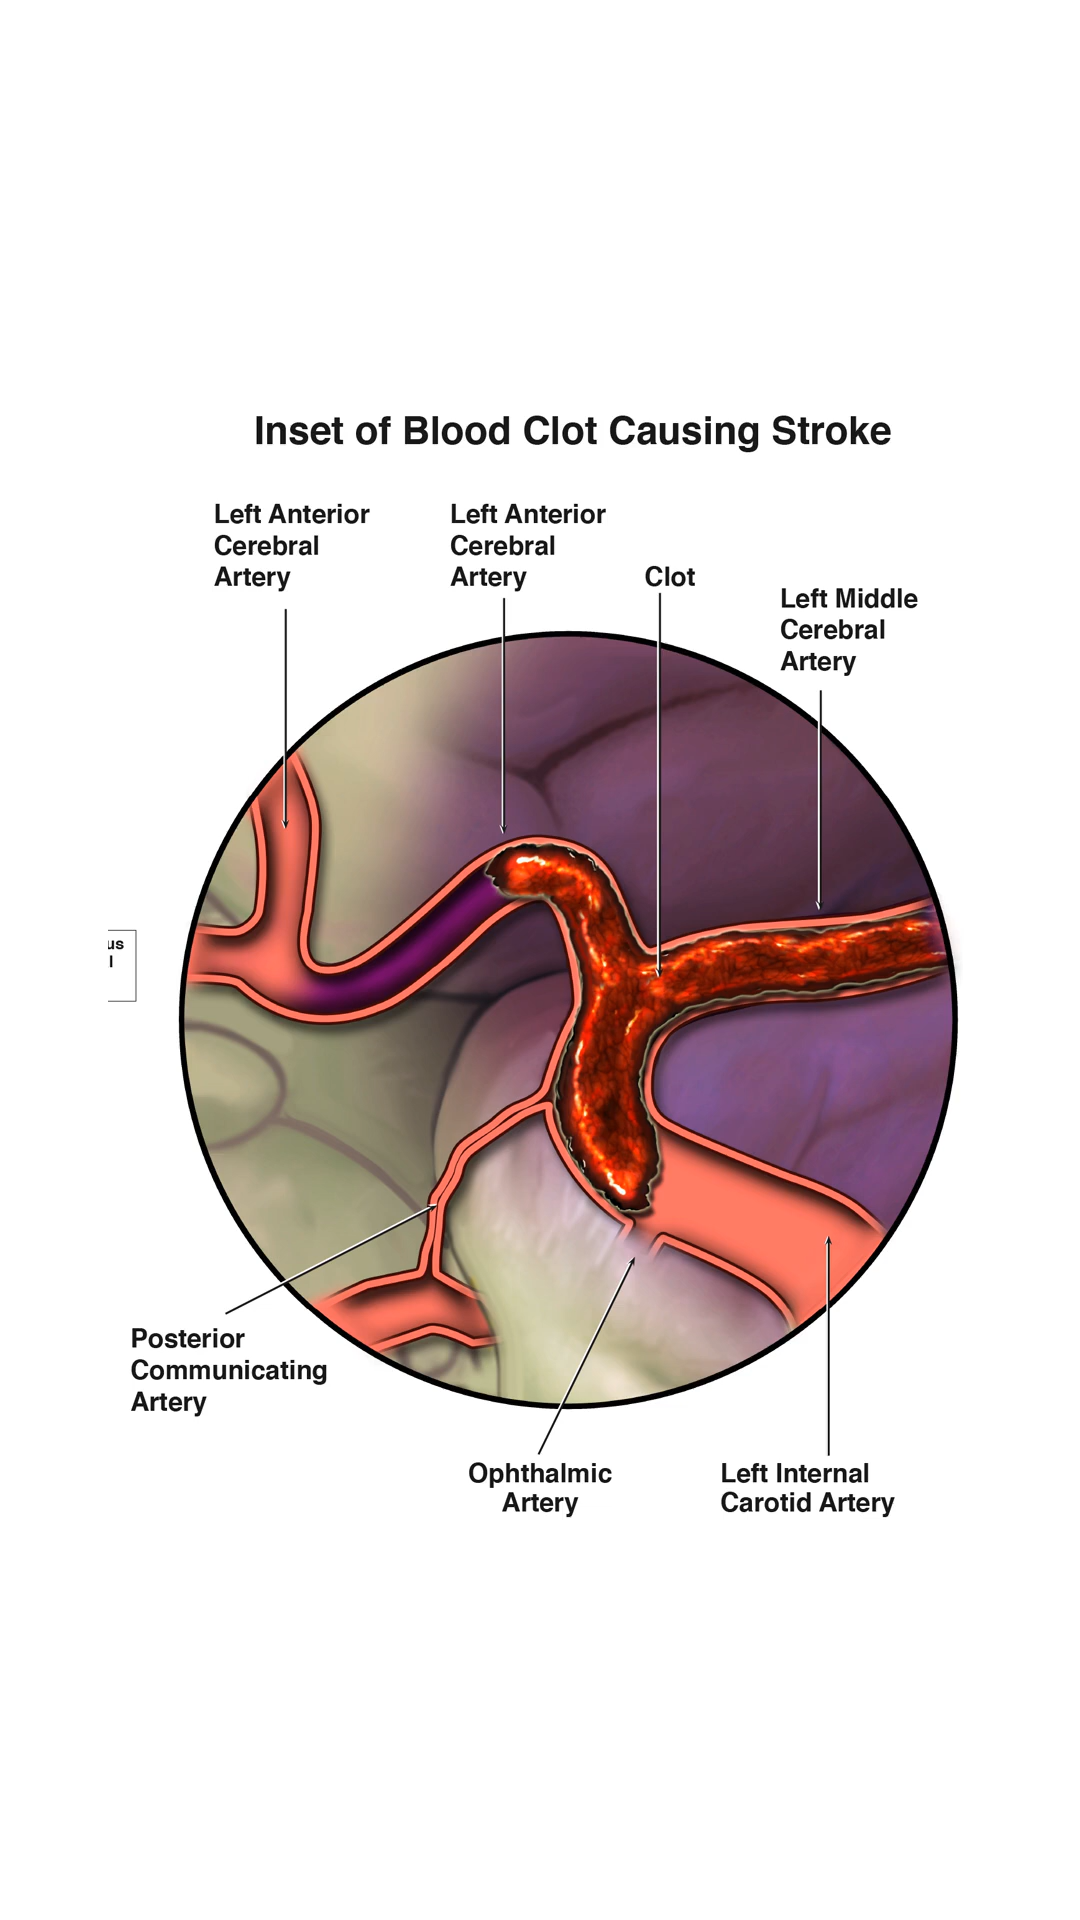 Inset of Blood Clot Causing Stroke
Left Anterior
Cerebral
Artery
Left Anterior
Cerebral
Artery
Clot
Left Middle
Cerebral
Artery
Posterior
Communicating
Artery
Ophthalmic
Artery
Left Internal
Carotid Artery